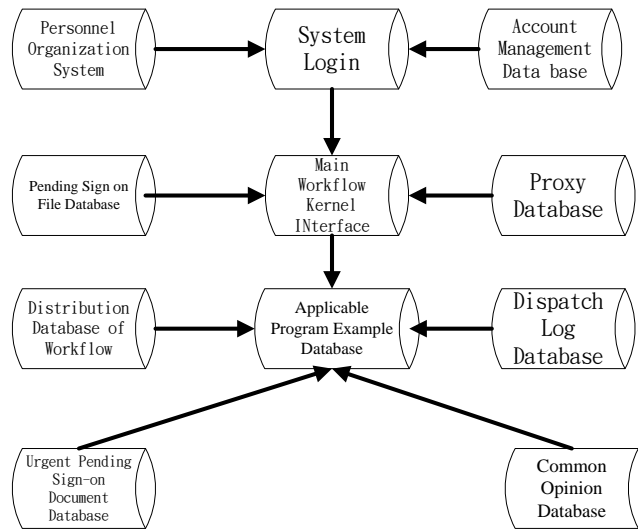 Personnel
Organization
System
System
Login
Account
Management
Data base
Pending Sign on
File Database
Main
Workflow
Kernel
INterface
Proxy
Database
Distribution
Database of
Workflow
Applicable
Program Example
Database
Dispatch
Log
Database
Urgent Pending
Sign-on
Document
Database
Common
Opinion
Database